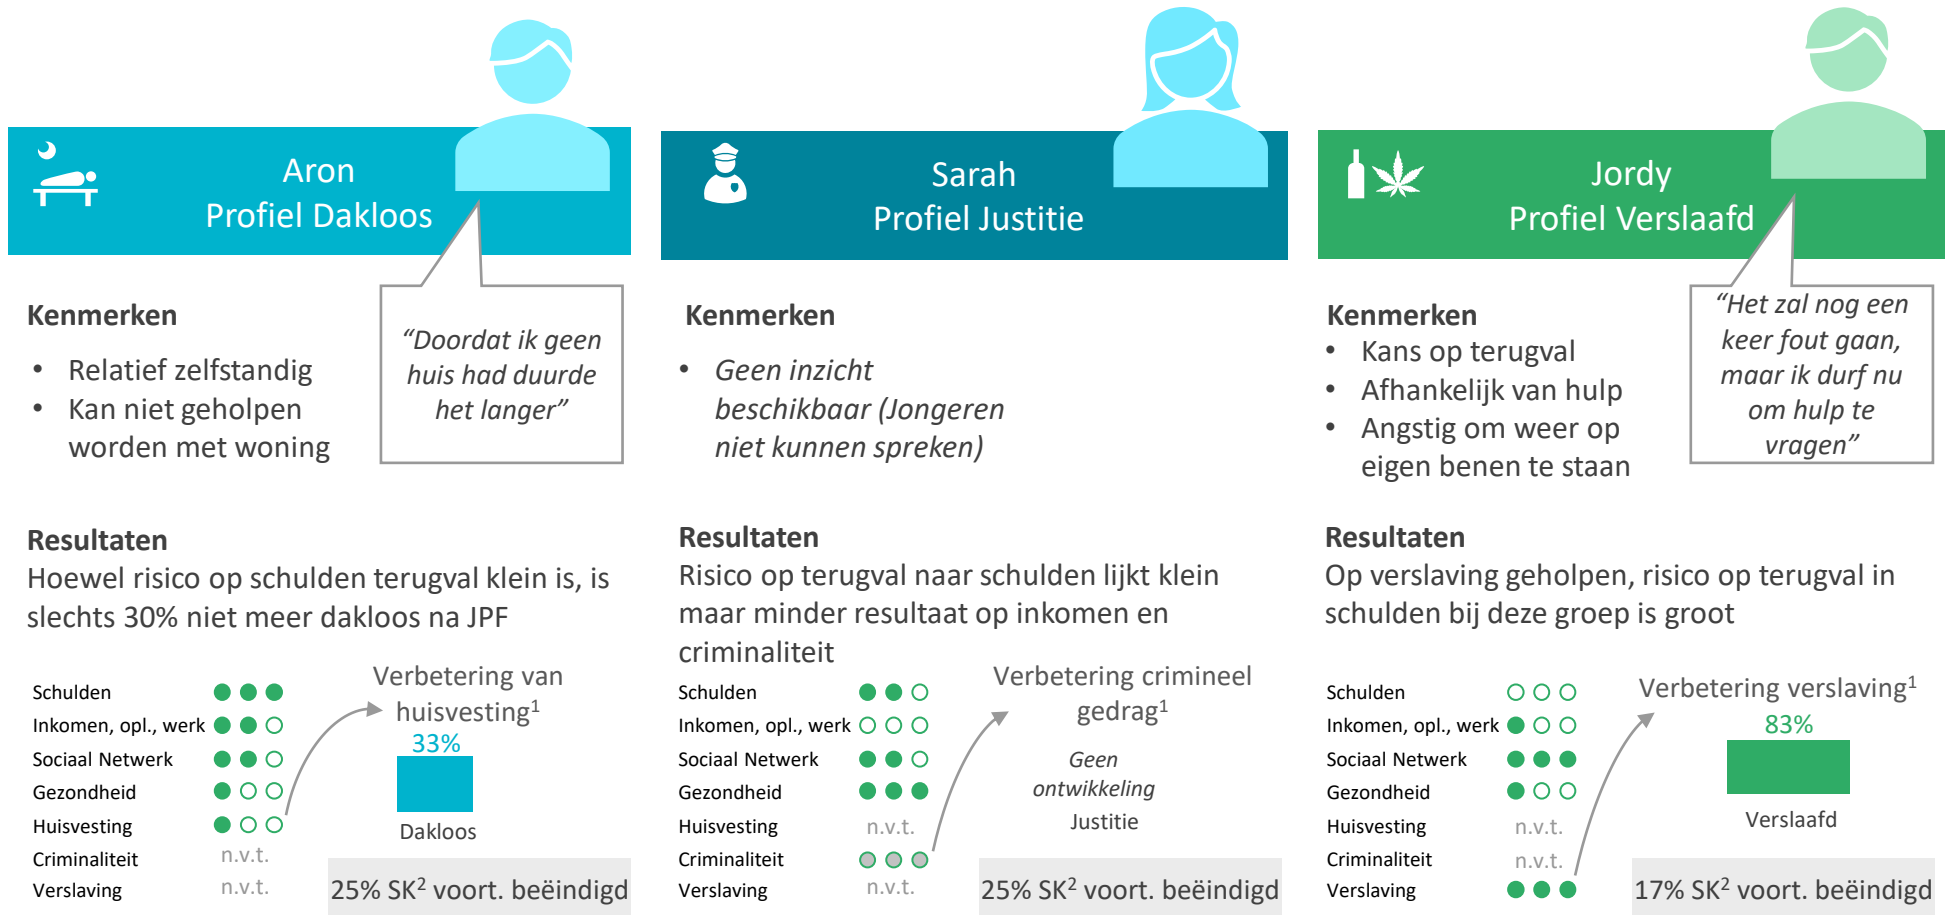 Aron
Profiel Dakloos
Kenmerken
• Relatief zelfstandig
• Kan niet geholpen
worden met woning
“Doordat ik geen
huis had duurde
het langer”
Resultaten
Hoewel risico op schulden terugval klein is, is
slechts 30% niet meer dakloos na JPF
Schulden
Inkomen, opl., werk
Sociaal Netwerk
Gezondheid
Huisvesting
Criminaliteit n.v.t.
Verslaving n.v.t.
Verbetering van
huisvesting¹
33%
Dakloos
25% SK² voort. beëindigd
Sarah
Profiel Justitie
Kenmerken
• Geen inzicht
beschikbaar (Jongeren
niet kunnen spreken)
Resultaten
Risico op terugval naar schulden lijkt klein
maar minder resultaat op inkomen en
criminaliteit
Schulden
Inkomen, opl., werk
Sociaal Netwerk
Gezondheid
Huisvesting n.v.t.
Criminaliteit
Verslaving n.v.t.
Verbetering crimineel
gedrag¹
Geen
ontwikkeling
Justitie
25% SK² voort. beëindigd
Jordy
Profiel Verslaafd
Kenmerken
• Kans op terugval
• Afhankelijk van hulp
• Angstig om weer op
eigen benen te staan
“Het zal nog een
keer fout gaan,
maar ik durf nu
om hulp te
vragen”
Resultaten
Op verslaving geholpen, risico op terugval in
schulden bij deze groep is groot
Schulden
Inkomen, opl., werk
Sociaal Netwerk
Gezondheid
Huisvesting n.v.t.
Criminaliteit n.v.t.
Verslaving
Verbetering verslaving¹
83%
Verslaafd
17% SK² voort. beëindigd